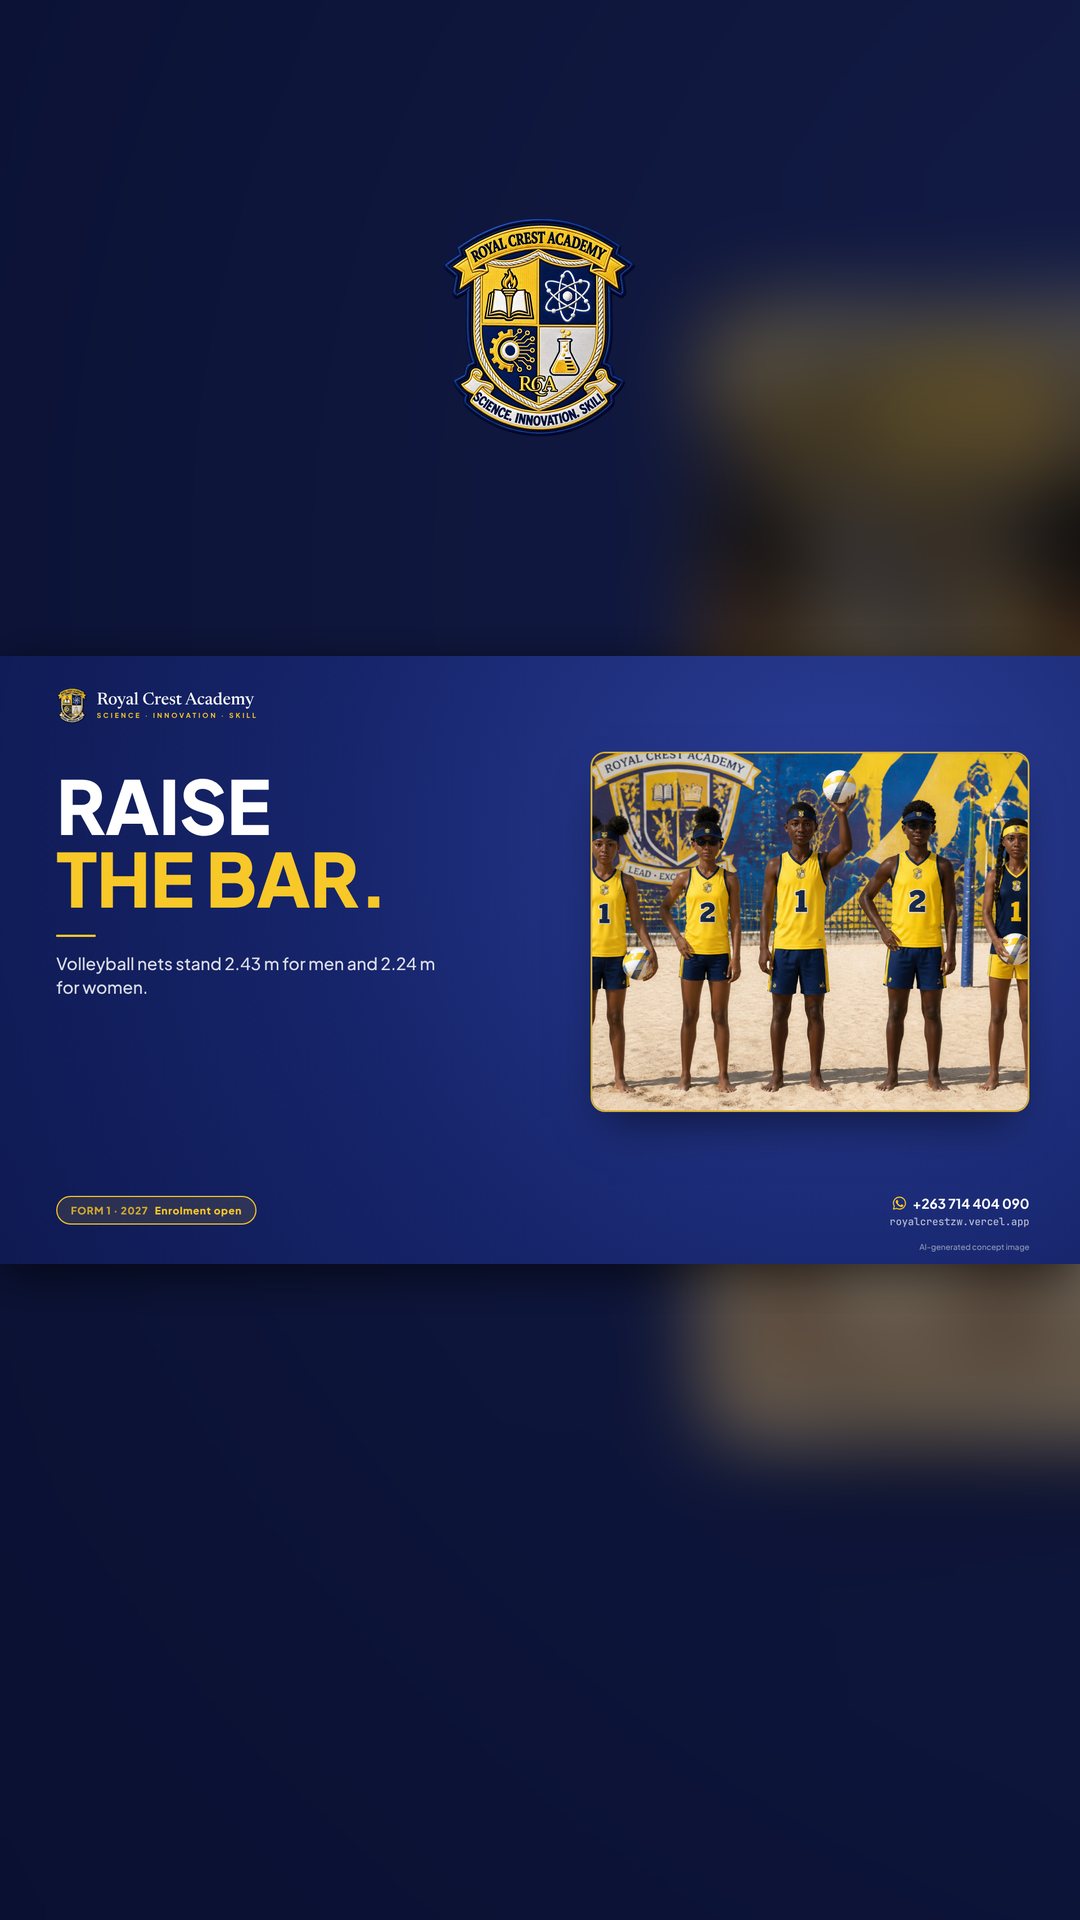 ROYAL CREST ACADEMY
RCA
SCIENCE. INNOVATION. SKILL
Royal Crest Academy
SCIENCE · INNOVATION · SKILL
RAISE
THE BAR.
Volleyball nets stand 2.43 m for men and 2.24 m
for women.
ROYAL CREST ACADEMY
LEAD · EXC
1
2
1
2
1
FORM 1 · 2027 Enrolment open
+263 714 404 090
royalcrestzw.vercel.app
AI-generated concept image